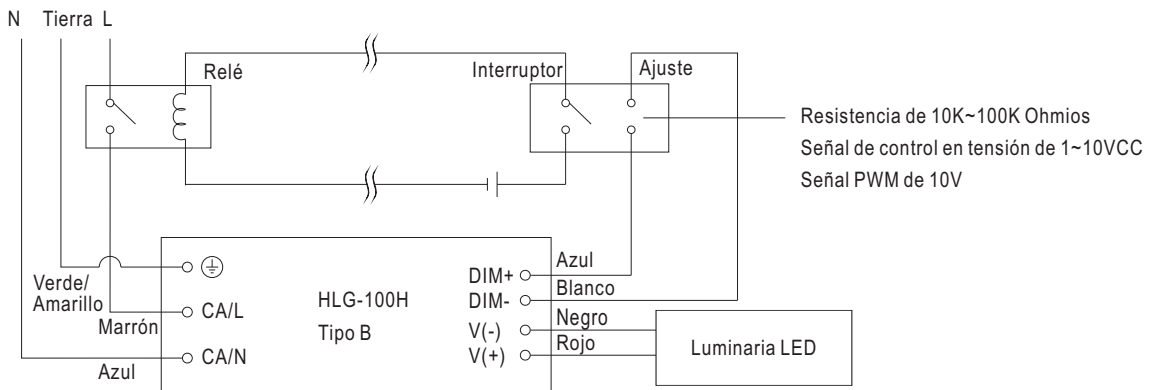 N Tierra L
Relé
Interruptor
Ajuste
Resistencia de 10K~100K Ohmios
Señal de control en tensión de 1~10VCC
Señal PWM de 10V
Verde/
Amarillo
Marrón
Azul
CA/L
CA/N
HLG-100H
Tipo B
DIM+
DIM-
V(-)
V(+)
Azul
Blanco
Negro
Rojo
Luminaria LED